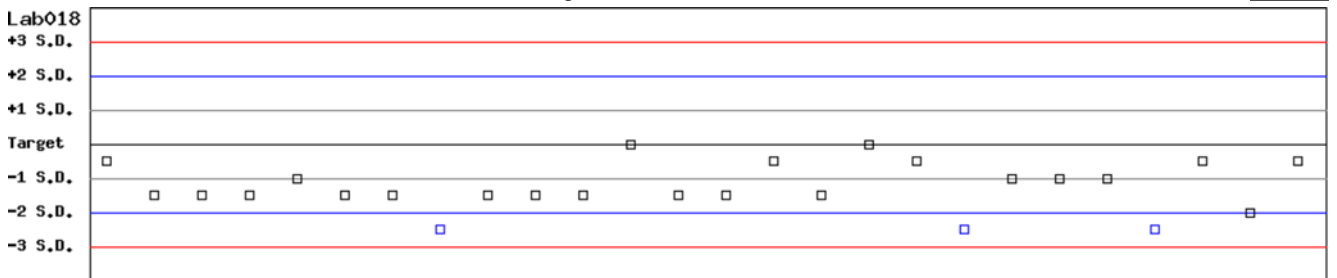 Lab018
+3 S.D.
+2 S.D.
+1 S.D.
Target
-1 S.D.
-2 S.D.
-3 S.D.